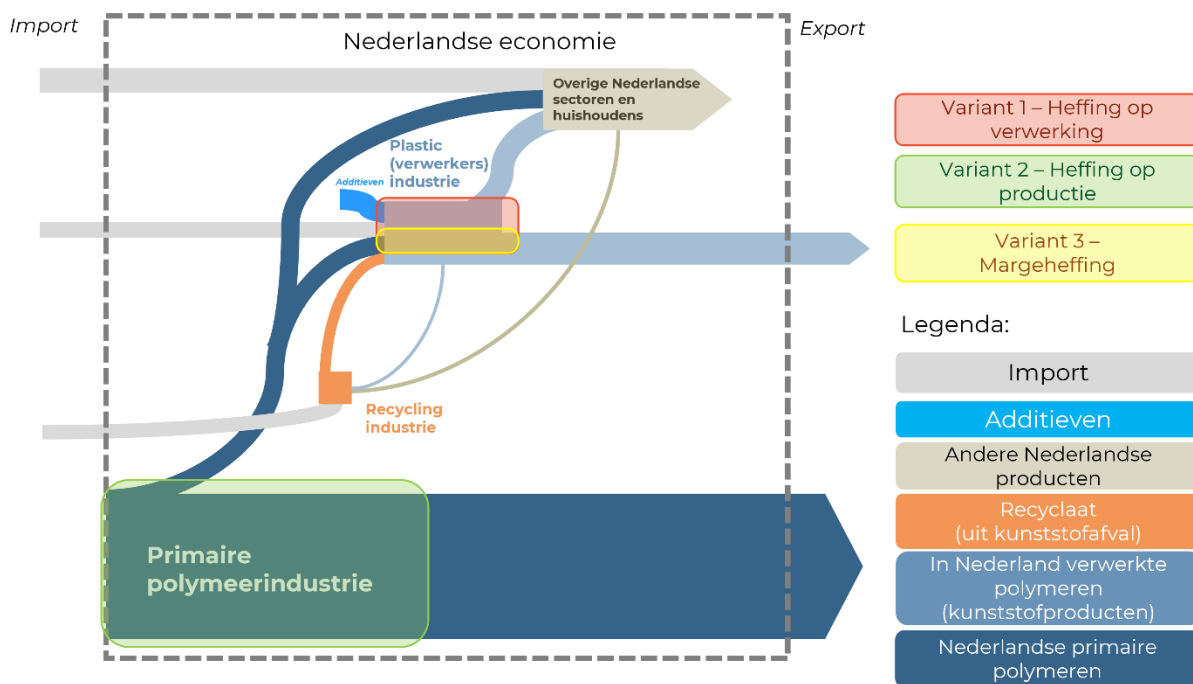 Import
Nederlandse economie
Export
Overige Nederlandse
sectoren en
huishoudens
Plastic
(verwerkers)
industrie
Additieven
Recycling
industrie
Primaire
polymeerindustrie
Variant 1 – Heffing op
verwerking
Variant 2 – Heffing op
productie
Variant 3 –
Margeheffing
Legenda:
Import
Additieven
Andere Nederlandse
producten
Recyclaat
(uit kunststofafval)
In Nederland verwerkte
polymeren
(kunststofproducten)
Nederlandse primaire
polymeren